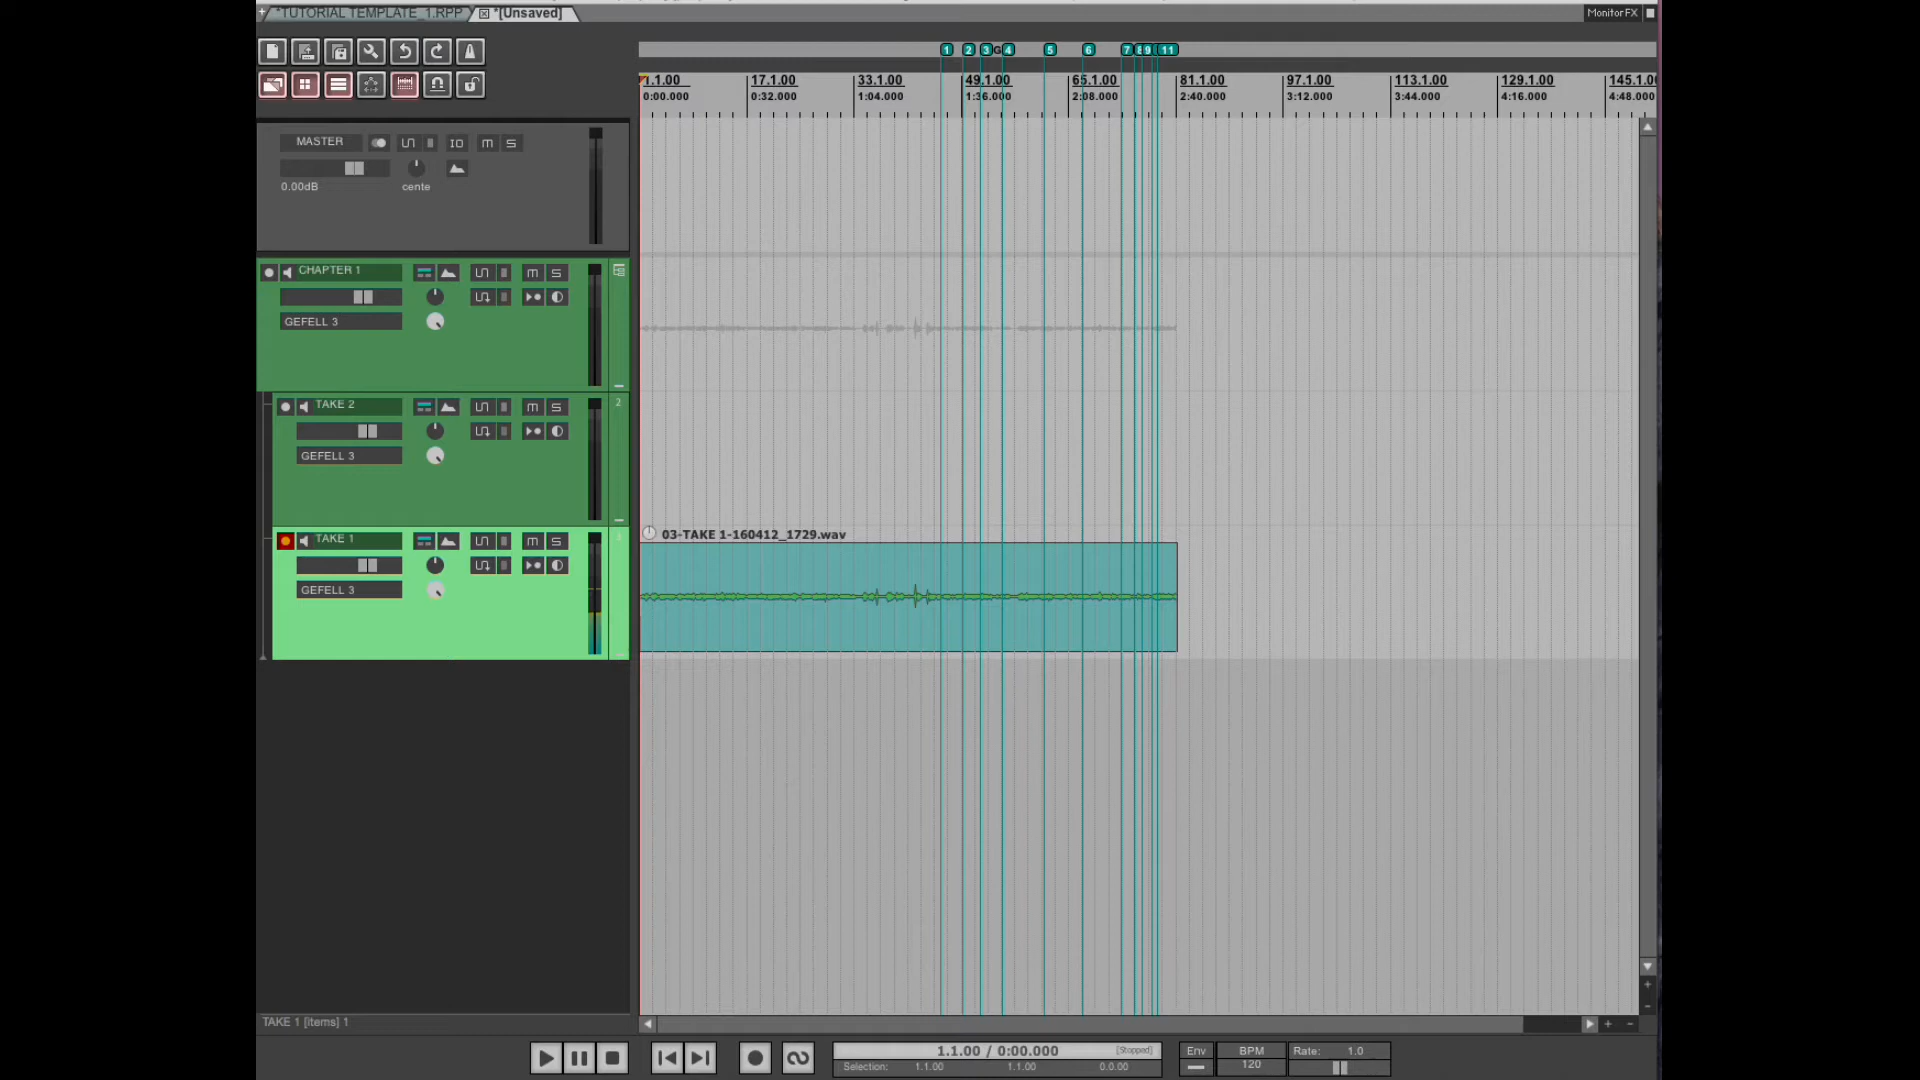 *TUTORIAL TEMPLATE_1.RPP
*[Unsaved]
MonitorFX
1 2 3 G 4 5 6 7 8 9 11
1.1.00 17.1.00 33.1.00 49.1.00 65.1.00 81.1.00 97.1.00 113.1.00 129.1.00 145.1.0
0:00.000 0:32.000 1:04.000 1:36.000 2:08.000 2:40.000 3:12.000 3:44.000 4:16.000 4:48.000
MASTER
IO M S
0.00dB cente
CHAPTER 1
M S
GEFELL 3
TAKE 2
M S
2
GEFELL 3
03-TAKE 1-160412_1729.wav
TAKE 1
M S
3
GEFELL 3
TAKE 1 [items] 1
1.1.00 / 0:00.000 [Stopped]
Selection: 1.1.00 1.1.00 0.0.00
Env
BPM
120
Rate: 1.0